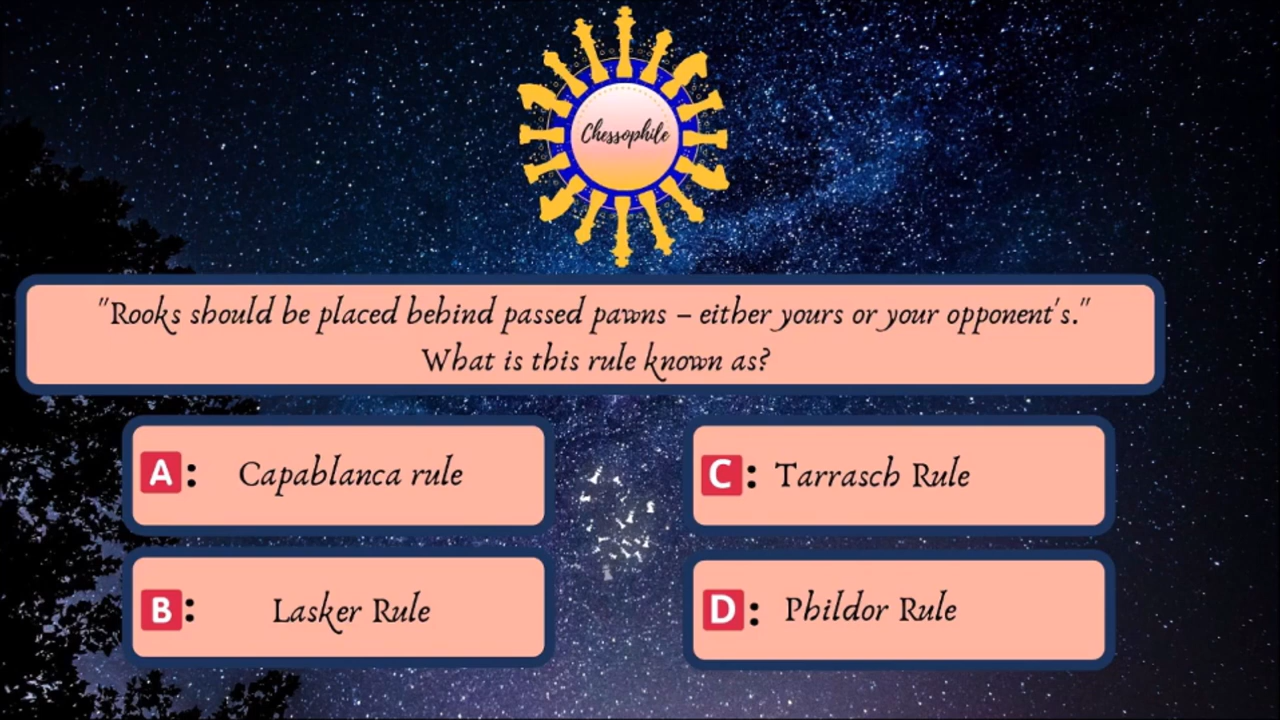 Chessophile
"Rooks should be placed behind passed pawns – either yours or your opponent's."
What is this rule known as?
A: Capablanca rule
C: Tarrasch Rule
B: Lasker Rule
D: Phildor Rule